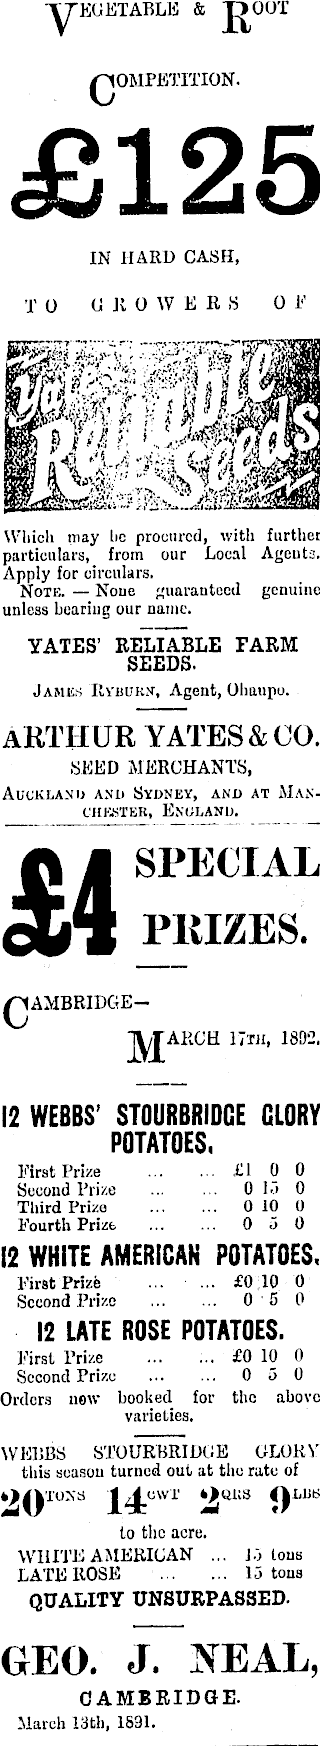 VEGETABLE & ROOT
COMPETITION.
£125
IN HARD CASH,
TO GROWERS OF
Yates' Reliable Seeds
Which may be procured, with further
particulars, from our Local Agents.
Apply for circulars.
NOTE. — None guaranteed genuine
unless bearing our name.
YATES' RELIABLE FARM
SEEDS.
JAMES RYBURN, Agent, Ohaupo.
ARTHUR YATES & CO.
SEED MERCHANTS,
AUCKLAND AND SYDNEY, AND AT MAN-
CHESTER, ENGLAND.
£4 SPECIAL
PRIZES.
CAMBRIDGE—
MARCH 17TH, 1892.
12 WEBBS' STOURBRIDGE GLORY
POTATOES,
First Prize ... ... £1 0 0
Second Prize ... ... 0 15 0
Third Prize ... ... 0 10 0
Fourth Prize ... ... 0 5 0
12 WHITE AMERICAN POTATOES,
First Prize ... ... £0 10 0
Second Prize ... ... 0 5 0
12 LATE ROSE POTATOES.
First Prize ... ... £0 10 0
Second Prize ... ... 0 5 0
Orders now booked for the above
varieties.
WEBBS STOURBRIDGE GLORY
this season turned out at the rate of
20TONS 14CWT 2QRS 9LBS
to the acre.
WHITE AMERICAN ... 15 tons
LATE ROSE ... ... 15 tons
QUALITY UNSURPASSED.
GEO. J. NEAL,
CAMBRIDGE.
March 13th, 1891.